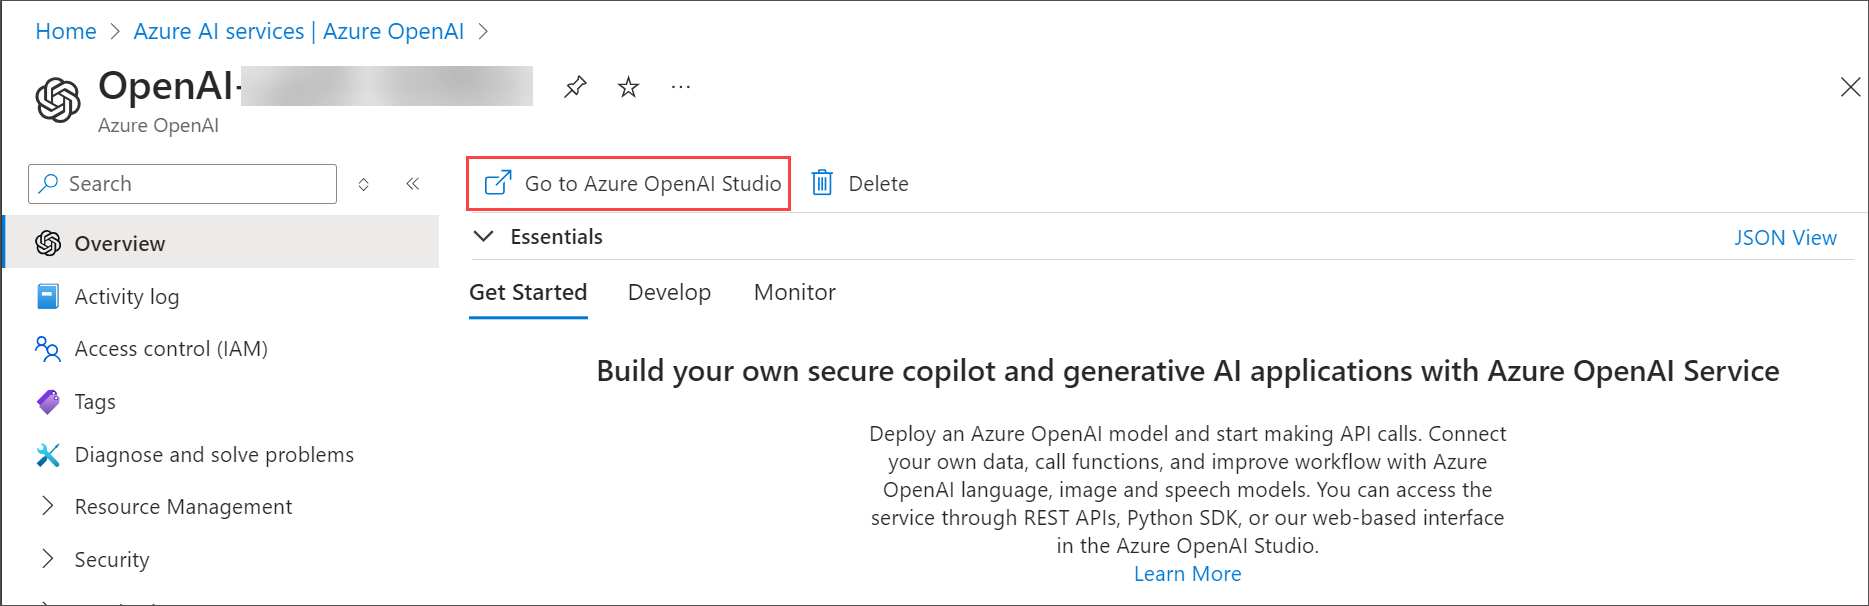 Home > Azure AI services | Azure OpenAI >
OpenAI-
Azure OpenAI
Search
Go to Azure OpenAI Studio
Delete
Overview
Activity log
Access control (IAM)
Tags
Diagnose and solve problems
Resource Management
Security
Essentials
JSON View
Get Started
Develop
Monitor
Build your own secure copilot and generative AI applications with Azure OpenAI Service
Deploy an Azure OpenAI model and start making API calls. Connect
your own data, call functions, and improve workflow with Azure
OpenAI language, image and speech models. You can access the
service through REST APIs, Python SDK, or our web-based interface
in the Azure OpenAI Studio.
Learn More